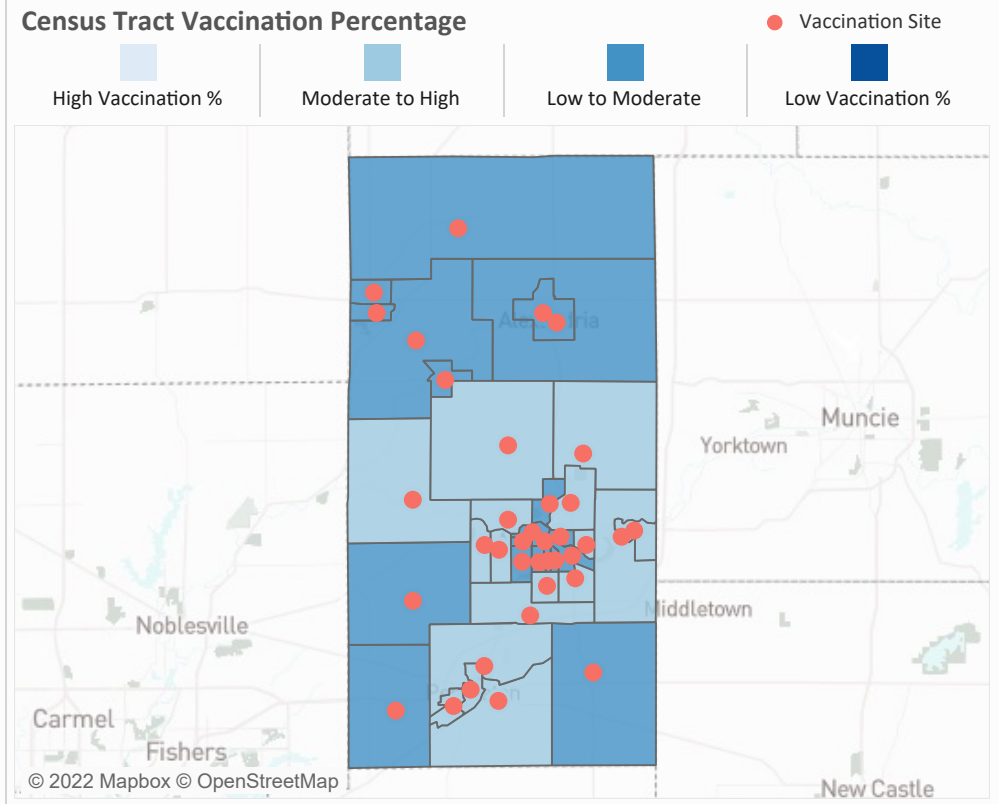 Census Tract Vaccination Percentage
Vaccination Site
High Vaccination %
Moderate to High
Low to Moderate
Low Vaccination %
Muncie
Yorktown
Middletown
Noblesville
Carmel
Fishers
© 2022 Mapbox © OpenStreetMap
New Castle